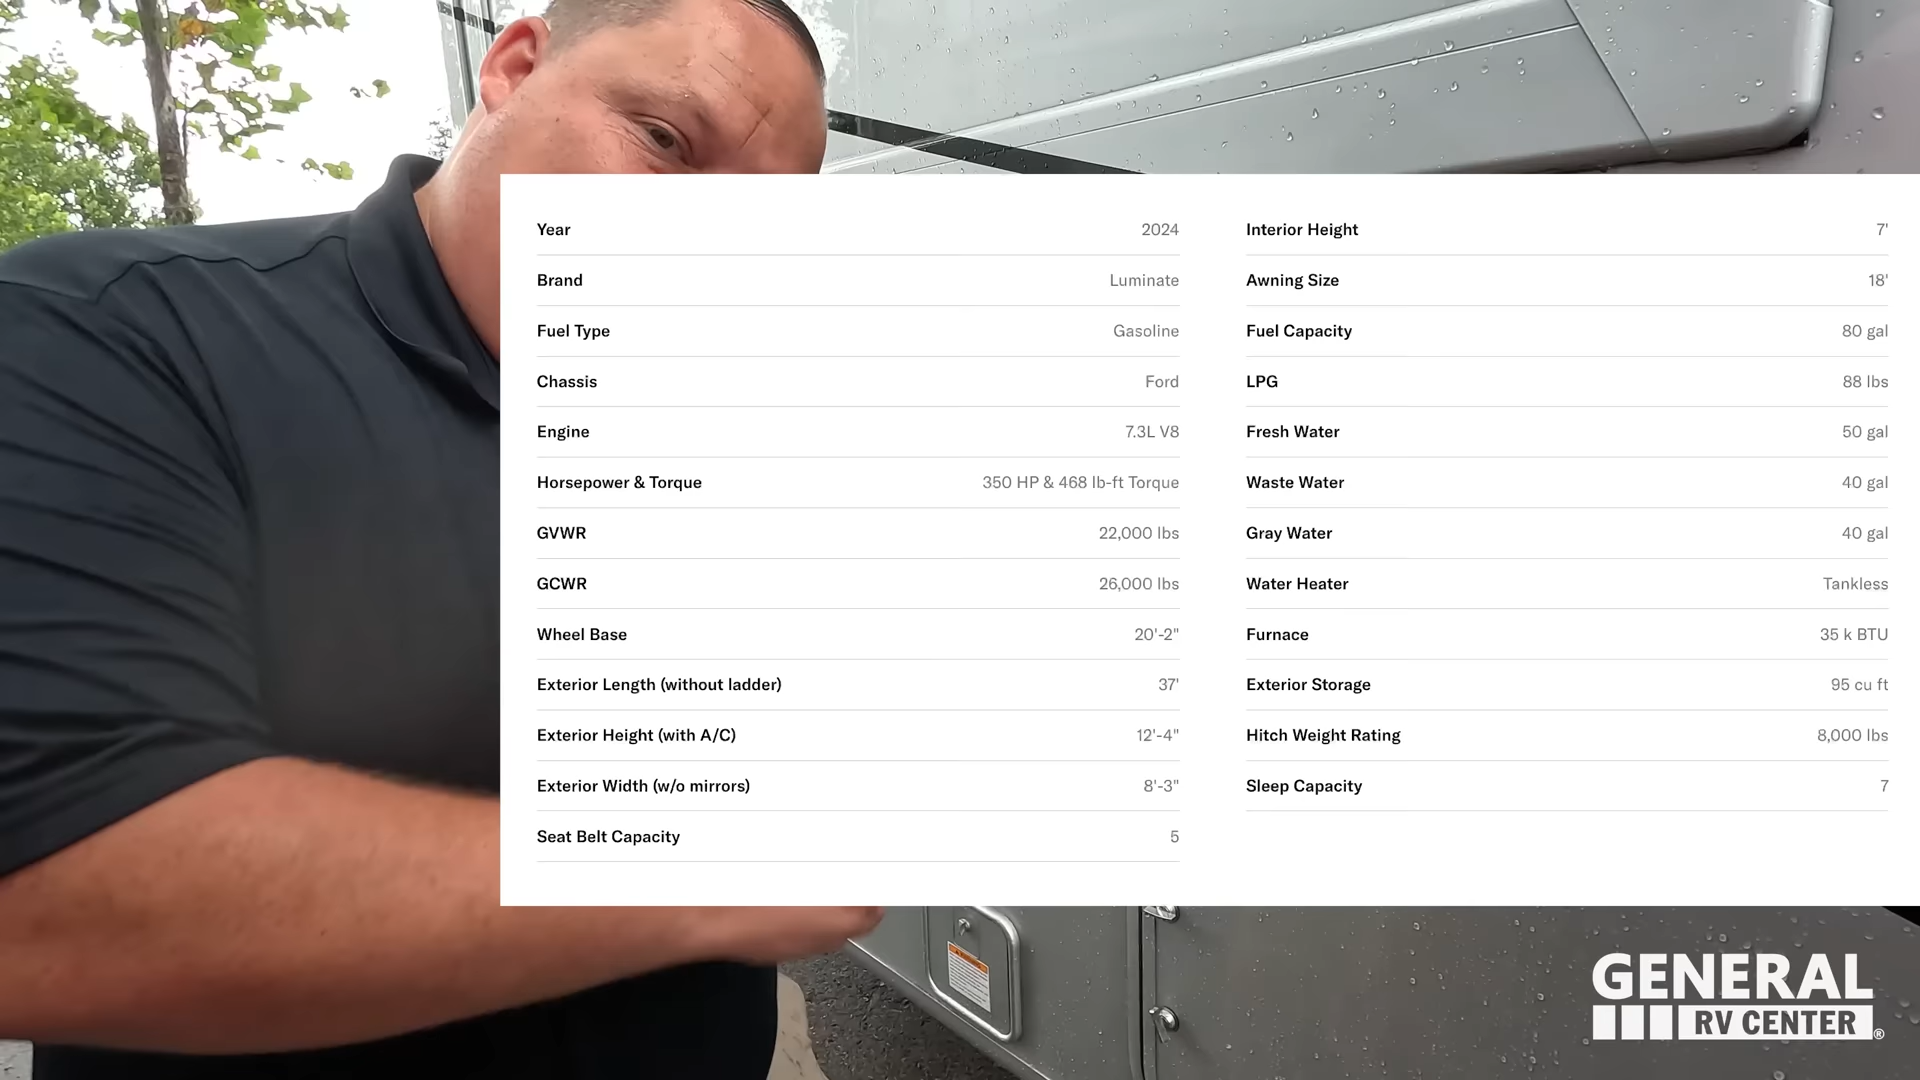 Year 2024
Brand Luminate
Fuel Type Gasoline
Chassis Ford
Engine 7.3L V8
Horsepower & Torque 350 HP & 468 lb-ft Torque
GVWR 22,000 lbs
GCWR 26,000 lbs
Wheel Base 20'-2"
Exterior Length (without ladder) 37'
Exterior Height (with A/C) 12'-4"
Exterior Width (w/o mirrors) 8'-3"
Seat Belt Capacity 5
Interior Height 7'
Awning Size 18'
Fuel Capacity 80 gal
LPG 88 lbs
Fresh Water 50 gal
Waste Water 40 gal
Gray Water 40 gal
Water Heater Tankless
Furnace 35 k BTU
Exterior Storage 95 cu ft
Hitch Weight Rating 8,000 lbs
Sleep Capacity 7
GENERAL
RV CENTER®